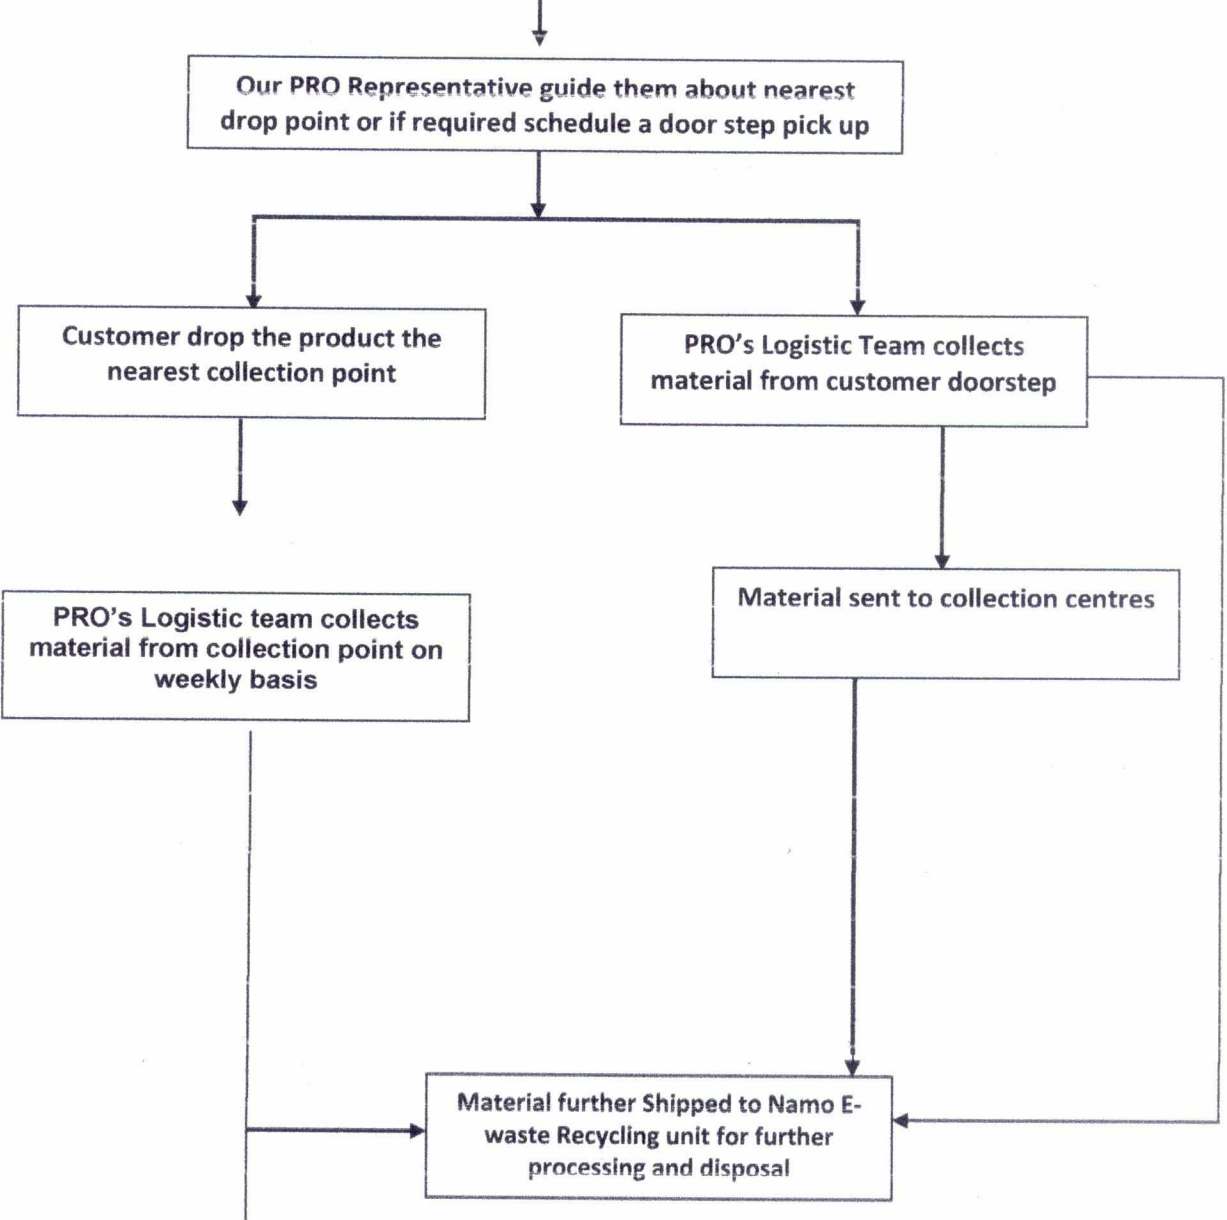 Our PRO Representative guide them about nearest
drop point or if required schedule a door step pick up
Customer drop the product the
nearest collection point
PRO's Logistic Team collects
material from customer doorstep
PRO's Logistic team collects
material from collection point on
weekly basis
Material sent to collection centres
Material further Shipped to Namo E-
waste Recycling unit for further
processing and disposal